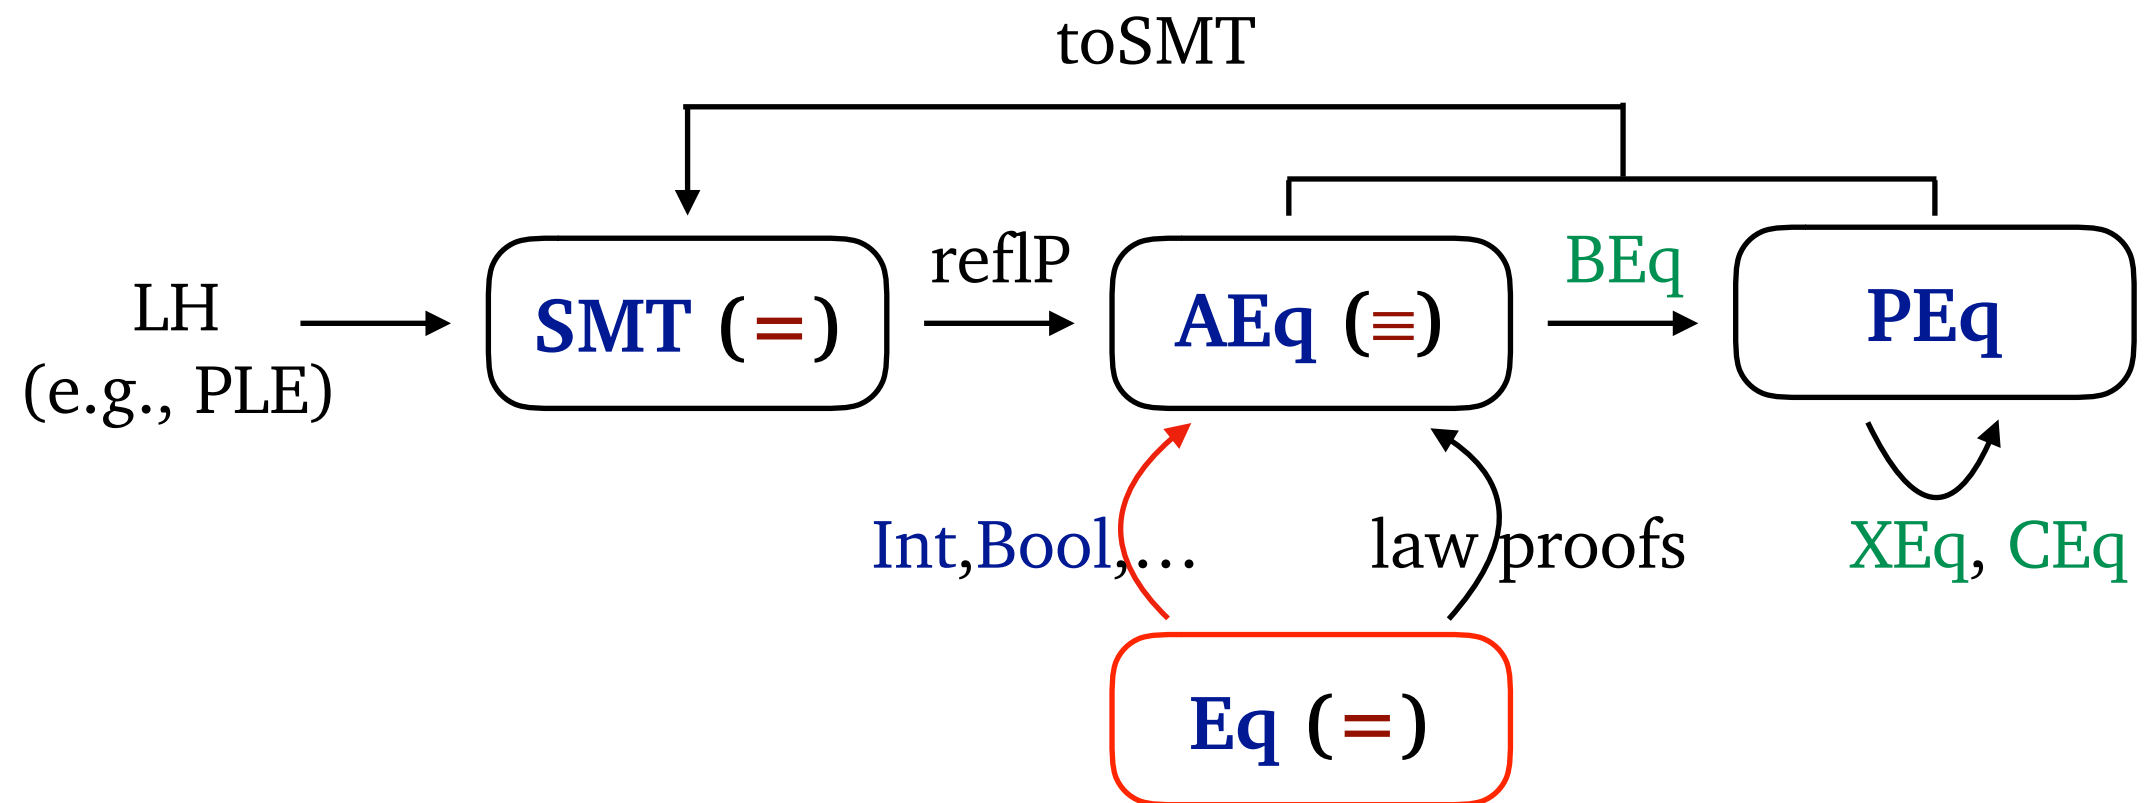 toSMT
LH
(e.g., PLE)
SMT (=)
reflP
AEq (≡)
BEq
PEq
Int,Bool,...
law proofs
XEq, CEq
Eq (=)